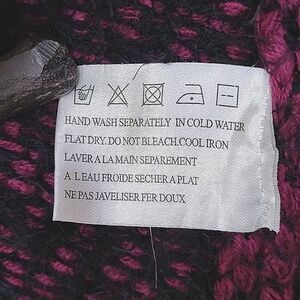 HAND WASH SEPARATELY IN COLD WATER
FLAT DRY. DO NOT BLEACH.COOL IRON
LAVER A LA MAIN SEPAREMENT
A L EAU FROIDE SECHER A PLAT
NE PAS JAVELISER FER DOUX